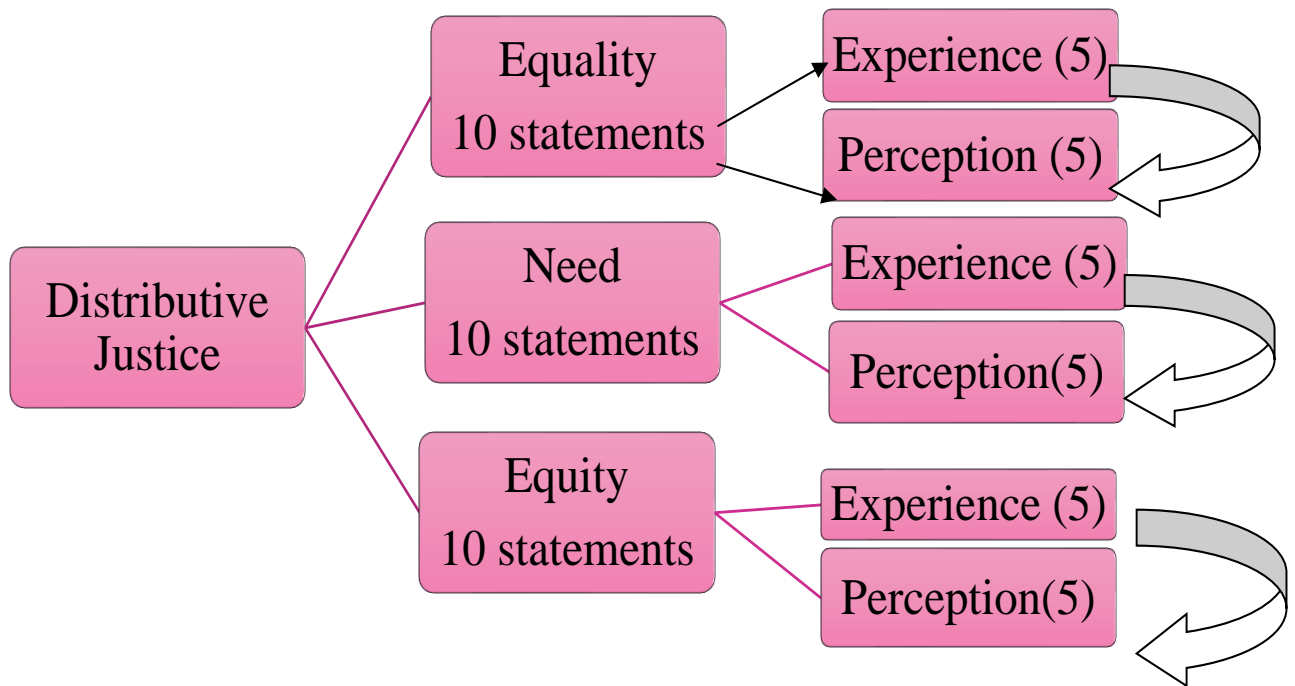 Equality
10 statements
Experience (5)
Perception (5)
Distributive
Justice
Need
10 statements
Experience (5)
Perception(5)
Equity
10 statements
Experience (5)
Perception(5)